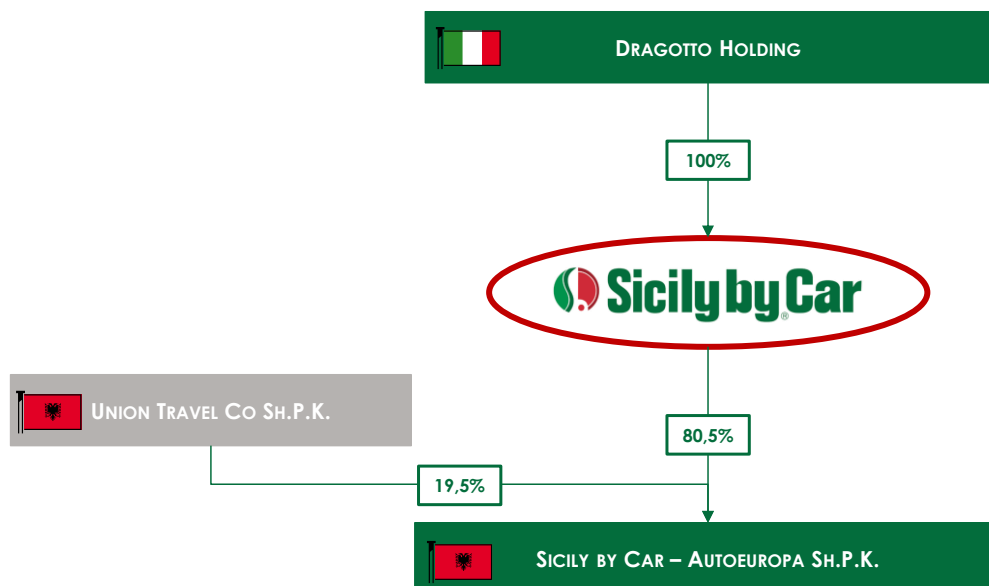 Dragotto Holding
100%
Sicily by Car®
Union Travel Co Sh.P.K.
80,5%
19,5%
Sicily by Car – Autoeuropa Sh.P.K.